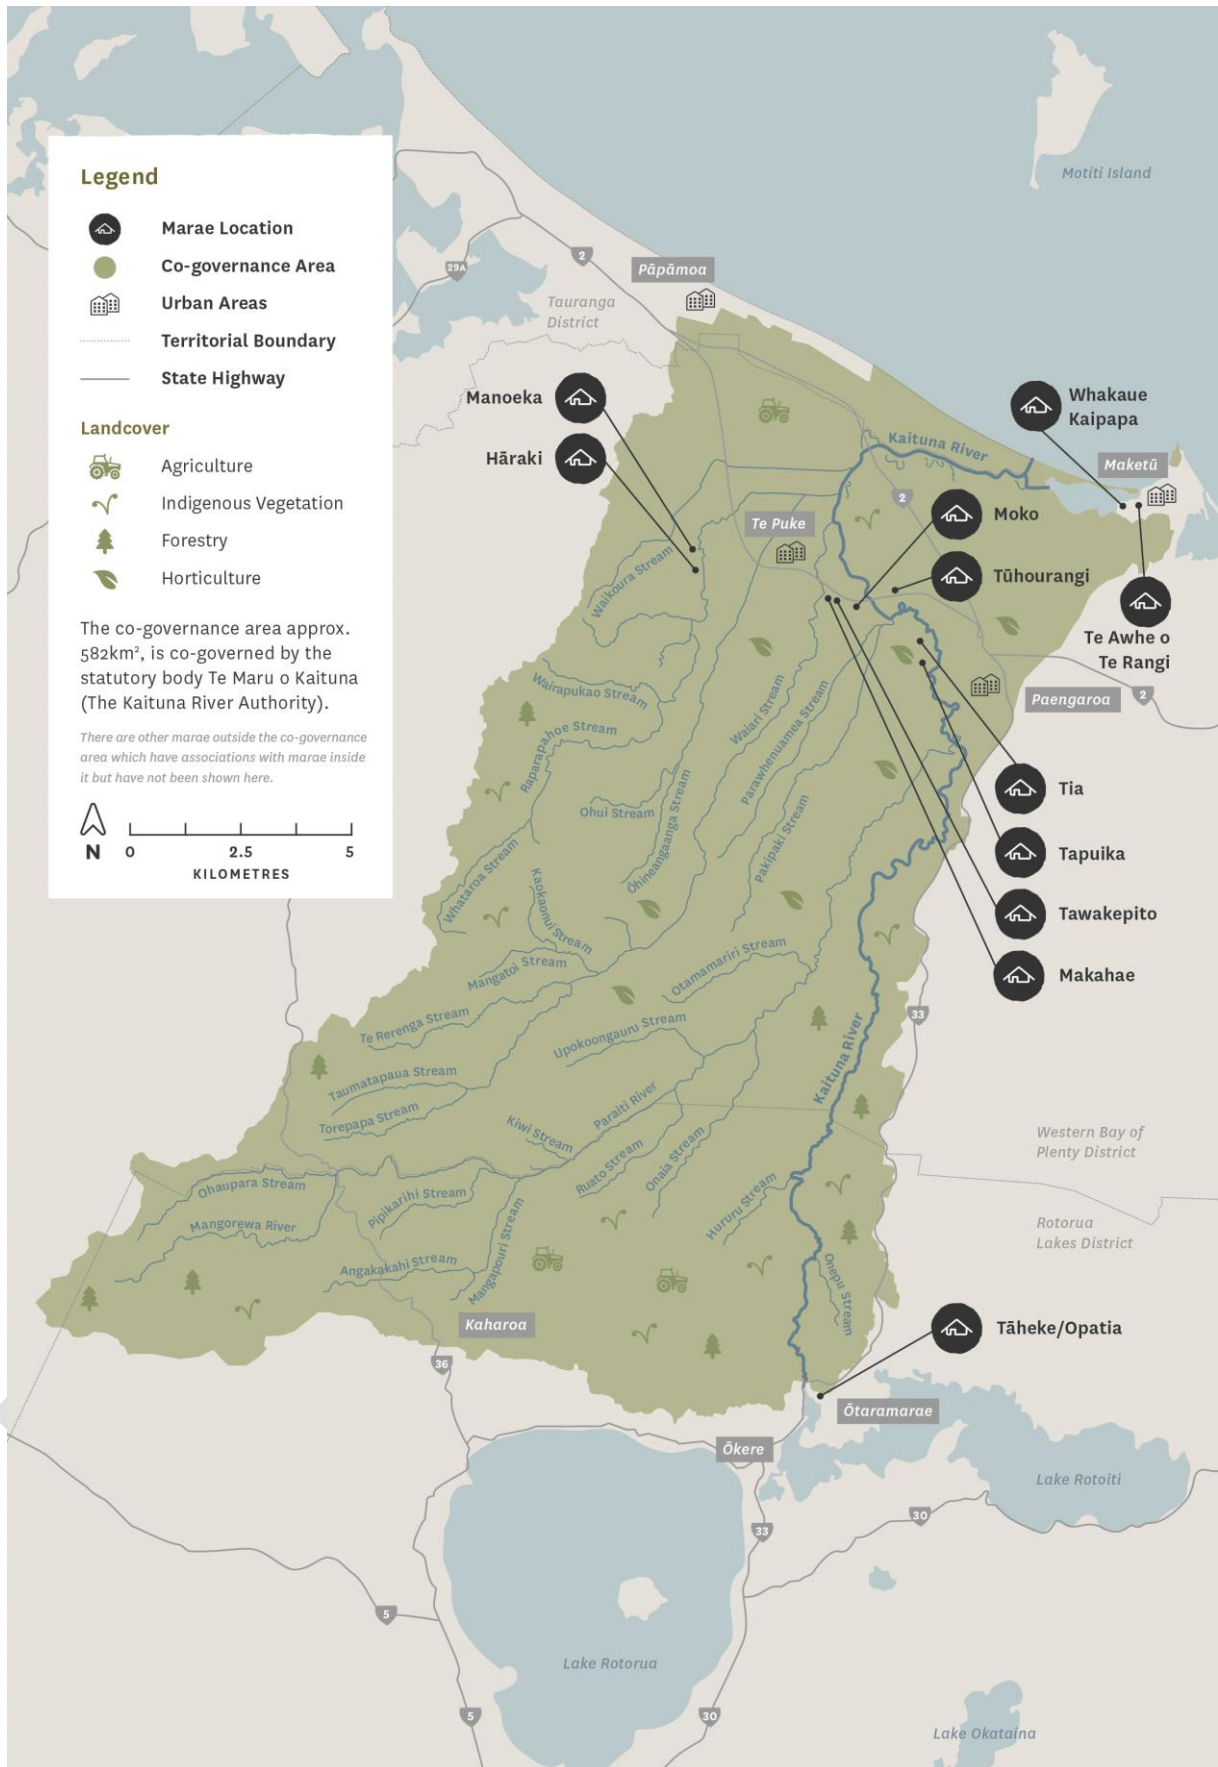 Legend
Marae Location
Co-governance Area
Urban Areas
Territorial Boundary
State Highway
Landcover
Agriculture
Indigenous Vegetation
Forestry
Horticulture
The co-governance area approx.
582km², is co-governed by the
statutory body Te Maru o Kaituna
(The Kaituna River Authority).
There are other marae outside the co-governance
area which have associations with marae inside
it but have not been shown here.
N
0
2.5
5
KILOMETRES
Motiti Island
29A
2
Pāpāmoa
Tauranga
District
Manoeka
Hāraki
Whakaue
Kaipapa
Kaituna River
Maketū
2
Te Puke
Moko
Tūhourangi
Te Awhe o
Te Rangi
Waikoura Stream
Wairapukao Stream
Raparapahoe Stream
Waiari Stream
Parawhenuamea Stream
Paengaroa
2
Ohui Stream
Ōhineangaanga Stream
Pakipaki Stream
Tia
Tapuika
Tawakepito
Makahae
Whataroa Stream
Kaokaonui Stream
Mangatoi Stream
Otamamariri Stream
Te Rerenga Stream
Upokoongauru Stream
33
Kaituna River
Taumatapaua Stream
Torepapa Stream
Kiwi Stream
Paraiti River
Ruato Stream
Onaia Stream
Western Bay of
Plenty District
Ohaupara Stream
Mangorewa River
Pipikarihi Stream
Hururu Stream
Rotorua
Lakes District
Angakakahi Stream
Mangapouri Stream
Onepu Stream
Kaharoa
Tāheke/Opatia
36
Ōtaramarae
Ōkere
Lake Rotoiti
33
30
5
Lake Rotorua
5
30
Lake Okataina